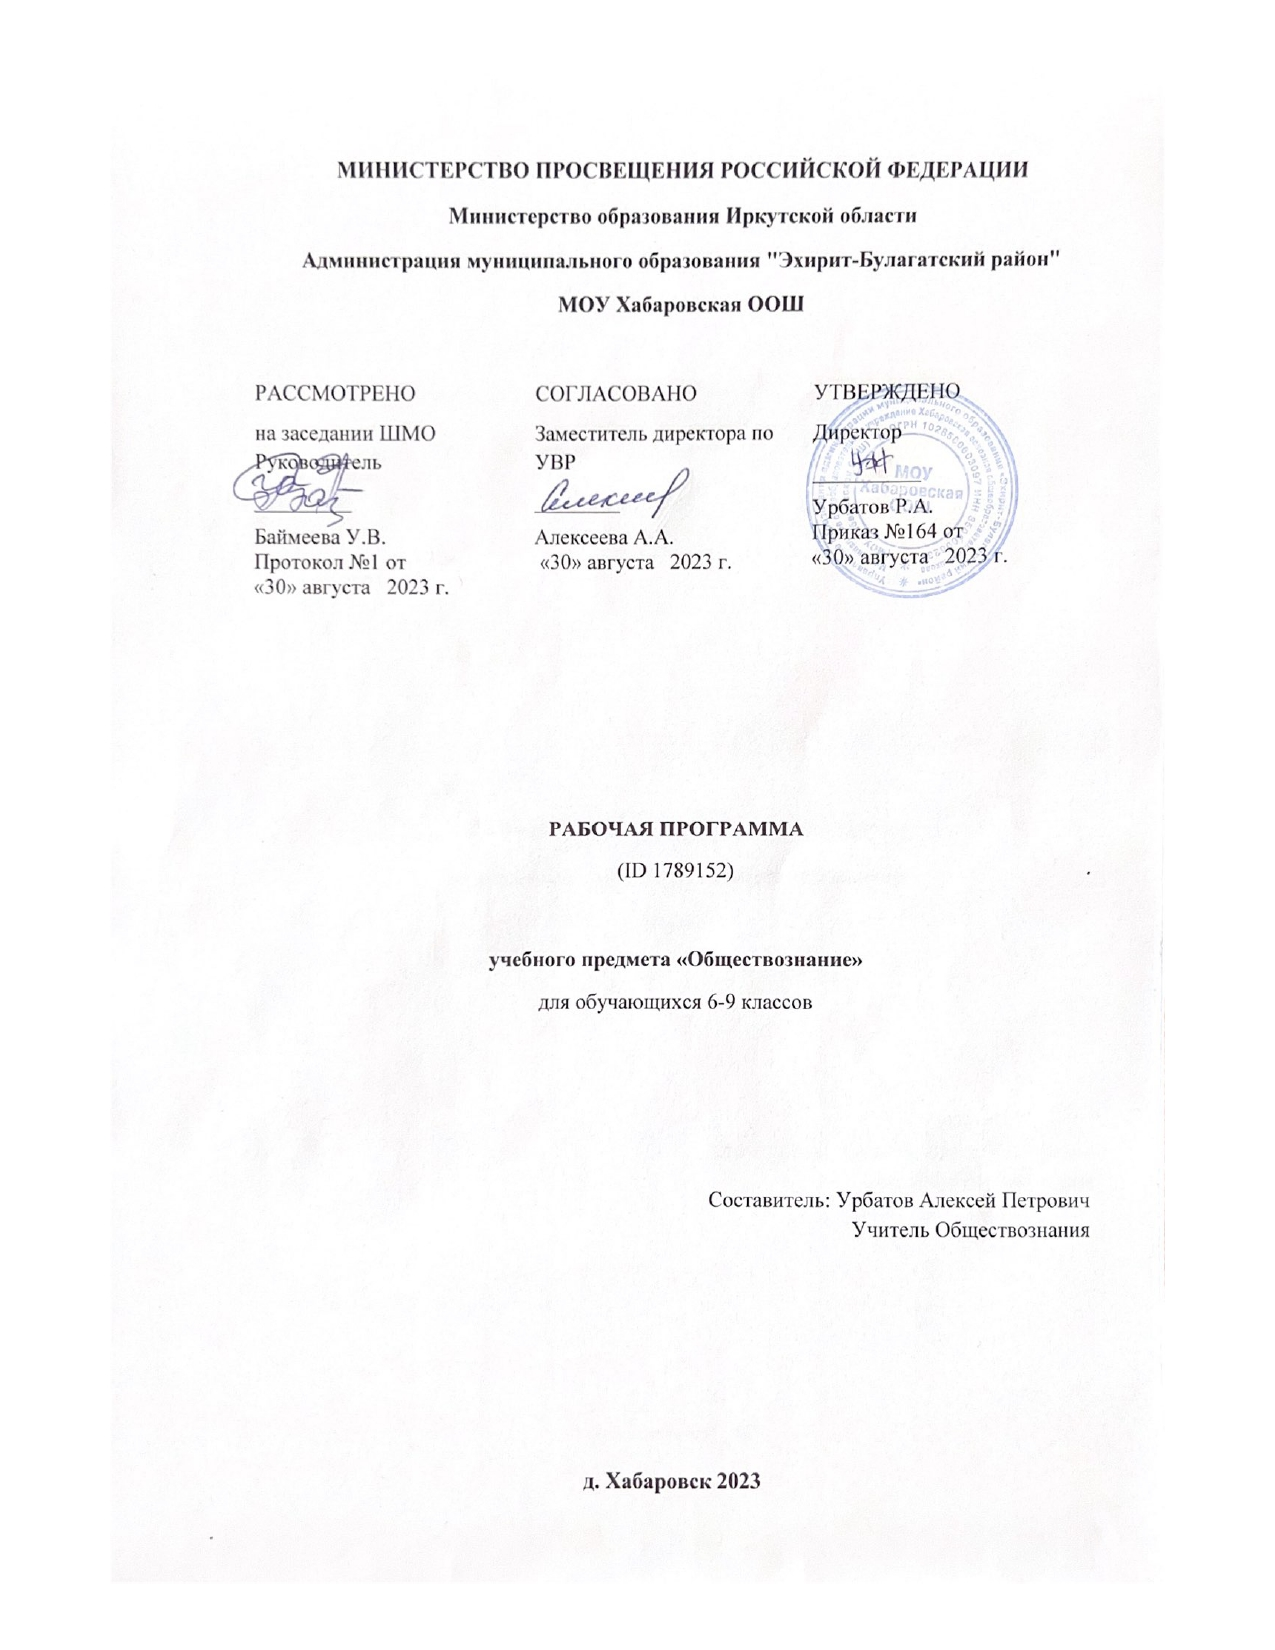 МИНИСТЕРСТВО ПРОСВЕЩЕНИЯ РОССИЙСКОЙ ФЕДЕРАЦИИ
Министерство образования Иркутской области
Администрация муниципального образования "Эхирит-Булагатский район"
МОУ Хабаровская ООШ
РАССМОТРЕНО
на заседании ШМО
Руководитель
Баймеева У.В.
Протокол №1 от
«30» августа 2023 г.
СОГЛАСОВАНО
Заместитель директора по
УВР
Алексеева А.А.
«30» августа 2023 г.
УТВЕРЖДЕНО
Директор
Урбатов Р.А.
Приказ №164 от
«30» августа 2023 г.
МОУ
Хабаровская
РАБОЧАЯ ПРОГРАММА
(ID 1789152)
учебного предмета «Обществознание»
для обучающихся 6-9 классов
Составитель: Урбатов Алексей Петрович
Учитель Обществознания
д. Хабаровск 2023